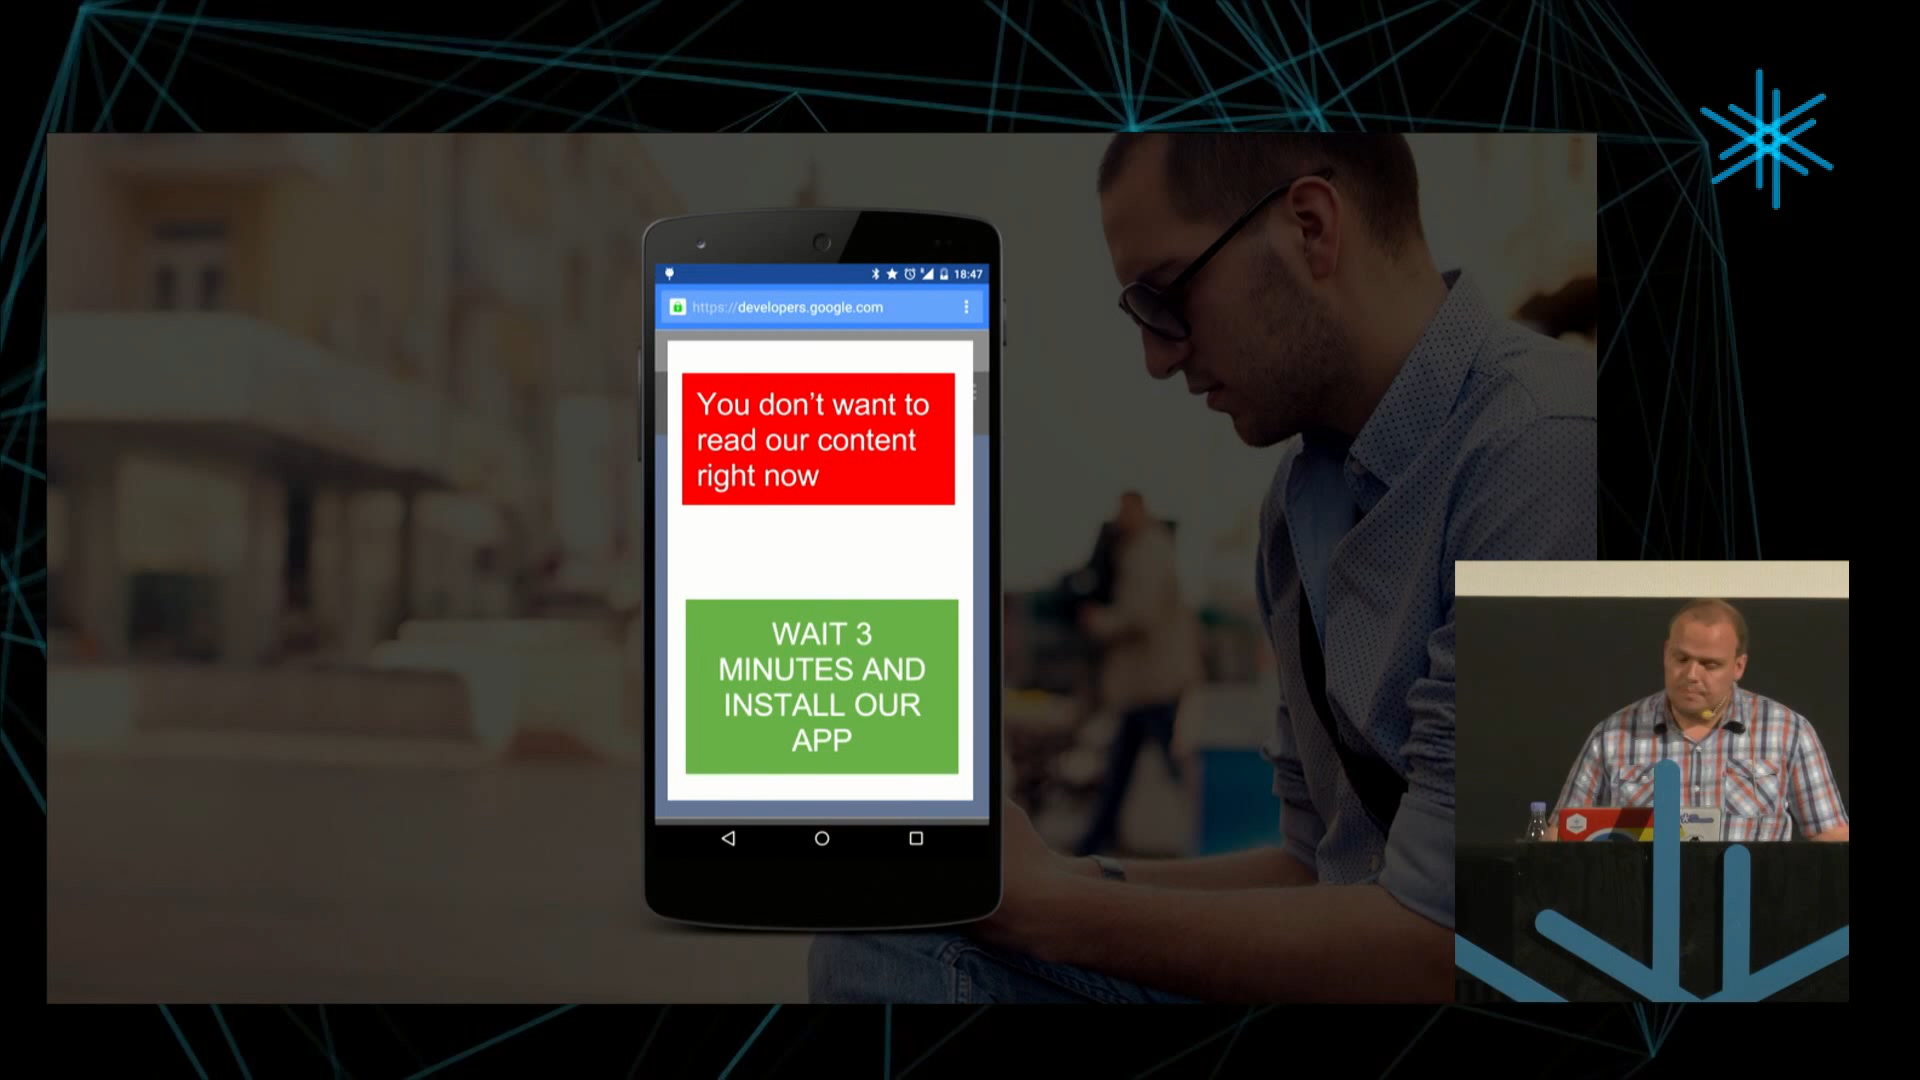 18:47
https://developers.google.com
You don't want to
read our content
right now
WAIT 3
MINUTES AND
INSTALL OUR
APP